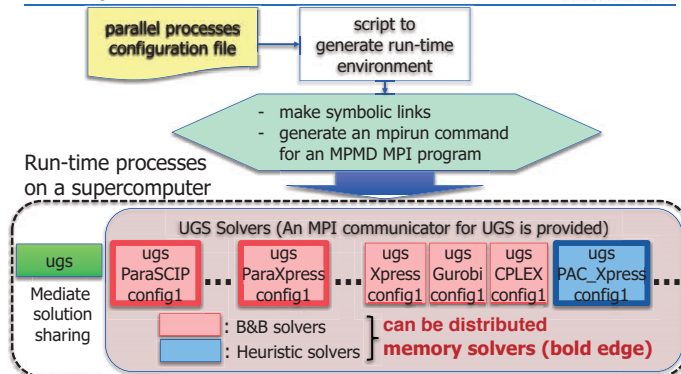 parallel processes
configuration file
script to
generate run-time
environment
- make symbolic links
- generate an mpirun command
for an MPMD MPI program
Run-time processes
on a supercomputer
UGS Solvers (An MPI communicator for UGS is provided)
ugs
Mediate
solution
sharing
ugs
ParaSCIP
config1
...
ugs
ParaXpress
config1
...
ugs
Xpress
config1
ugs
Gurobi
config1
ugs
CPLEX
config1
...
ugs
PAC_Xpress
config1
...
: B&B solvers
: Heuristic solvers
can be distributed
memory solvers (bold edge)